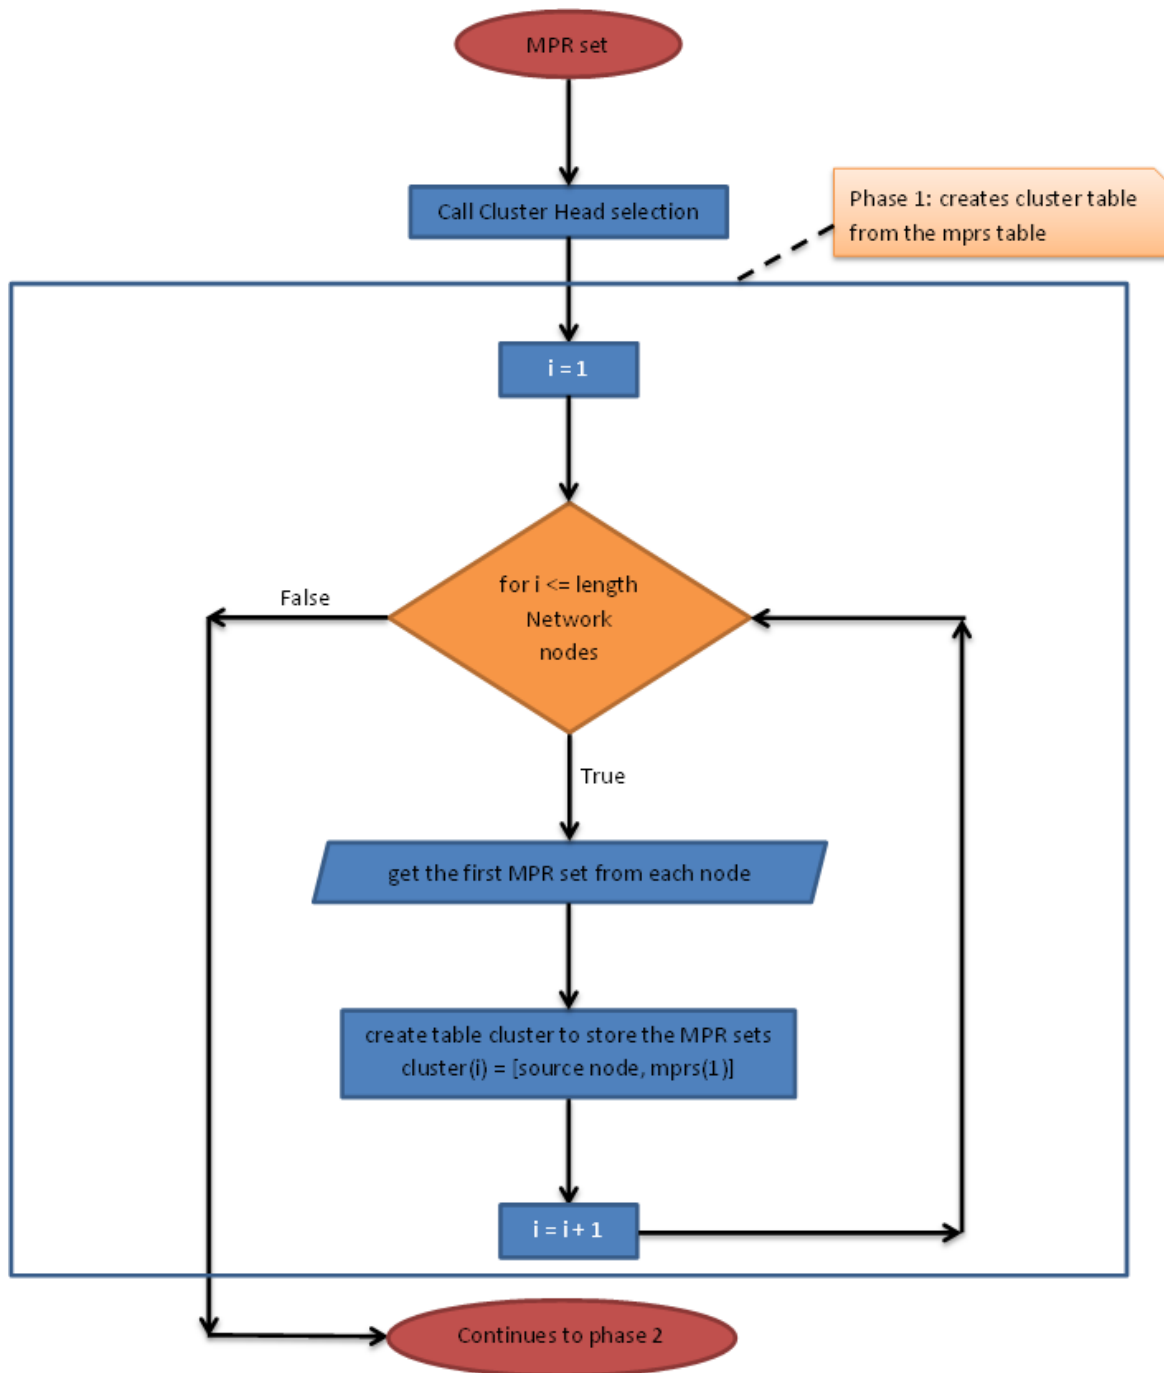 MPR set
Call Cluster Head selection
Phase 1: creates cluster table
from the mprs table
i = 1
for i <= length
Network
nodes
False
True
get the first MPR set from each node
create table cluster to store the MPR sets
cluster(i) = [source node, mprs(1)]
i = i + 1
Continues to phase 2